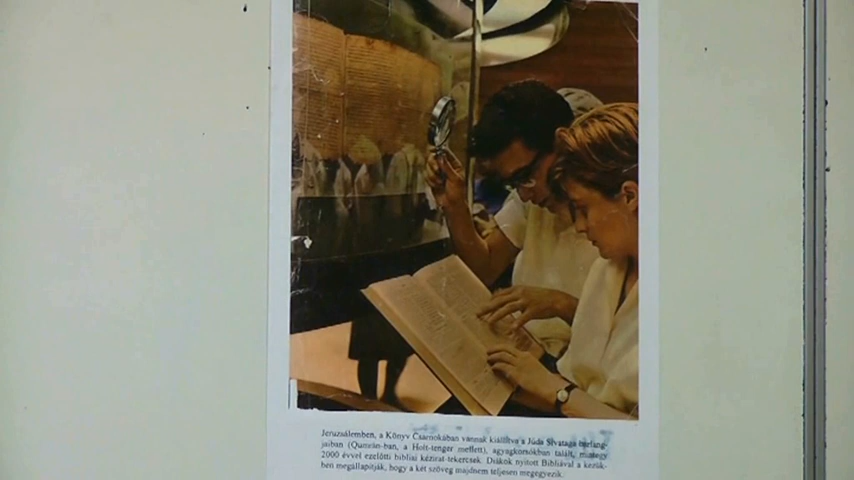 Jeruzsálemben, a Könyv Csarnokában vannak kiállítva a Júda Sivataga barlang-
jaiban (Qumrán-ban, a Holt-tenger mellett), agyagkorsókban talált, mintegy
2000 évvel ezelőtti bibliai kézirat-tekercsek. Diákok nyitott Bibliával a kezük-
ben megállapítják, hogy a két szöveg majdnem teljesen megegyezik.